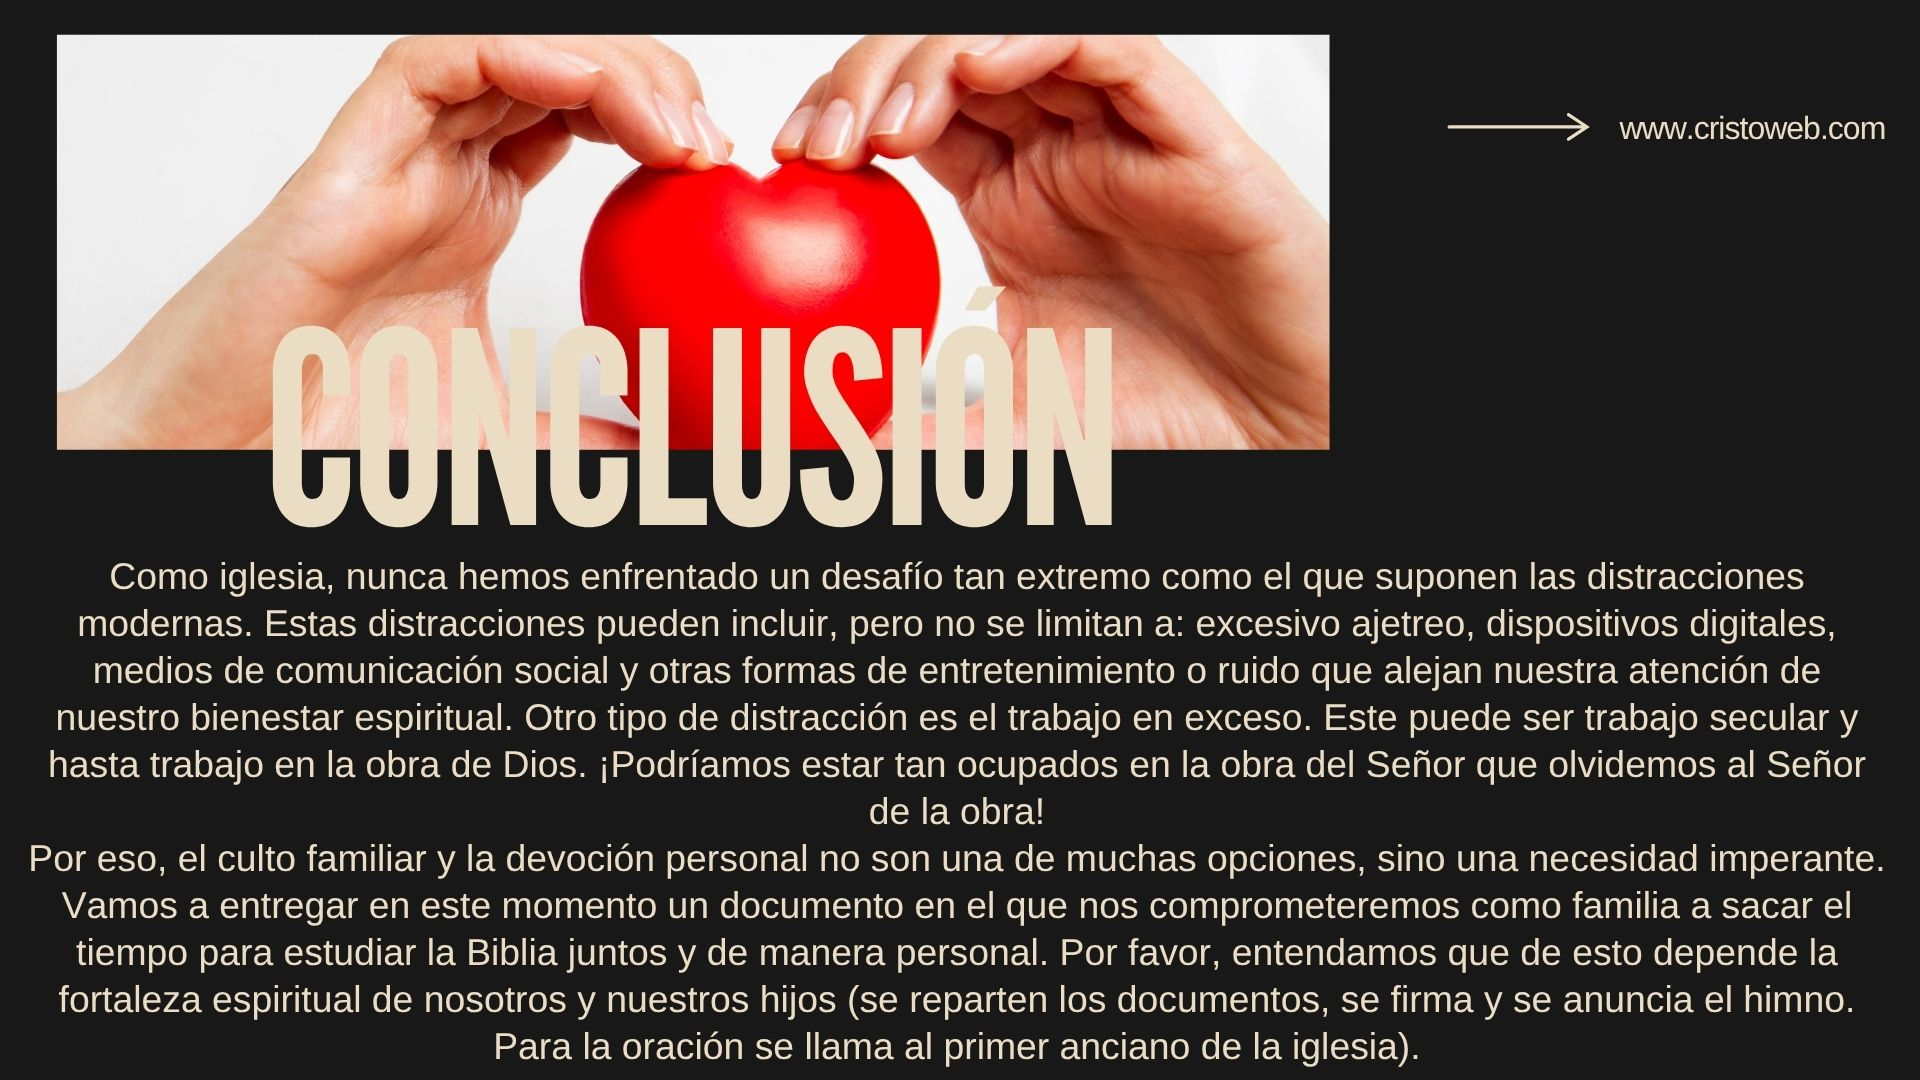 www.cristoweb.com
CONCLUSIÓN
Como iglesia, nunca hemos enfrentado un desafío tan extremo como el que suponen las distracciones
modernas. Estas distracciones pueden incluir, pero no se limitan a: excesivo ajetreo, dispositivos digitales,
medios de comunicación social y otras formas de entretenimiento o ruido que alejan nuestra atención de
nuestro bienestar espiritual. Otro tipo de distracción es el trabajo en exceso. Este puede ser trabajo secular y
hasta trabajo en la obra de Dios. ¡Podríamos estar tan ocupados en la obra del Señor que olvidemos al Señor
de la obra!
Por eso, el culto familiar y la devoción personal no son una de muchas opciones, sino una necesidad imperante.
Vamos a entregar en este momento un documento en el que nos comprometeremos como familia a sacar el
tiempo para estudiar la Biblia juntos y de manera personal. Por favor, entendamos que de esto depende la
fortaleza espiritual de nosotros y nuestros hijos (se reparten los documentos, se firma y se anuncia el himno.
Para la oración se llama al primer anciano de la iglesia).